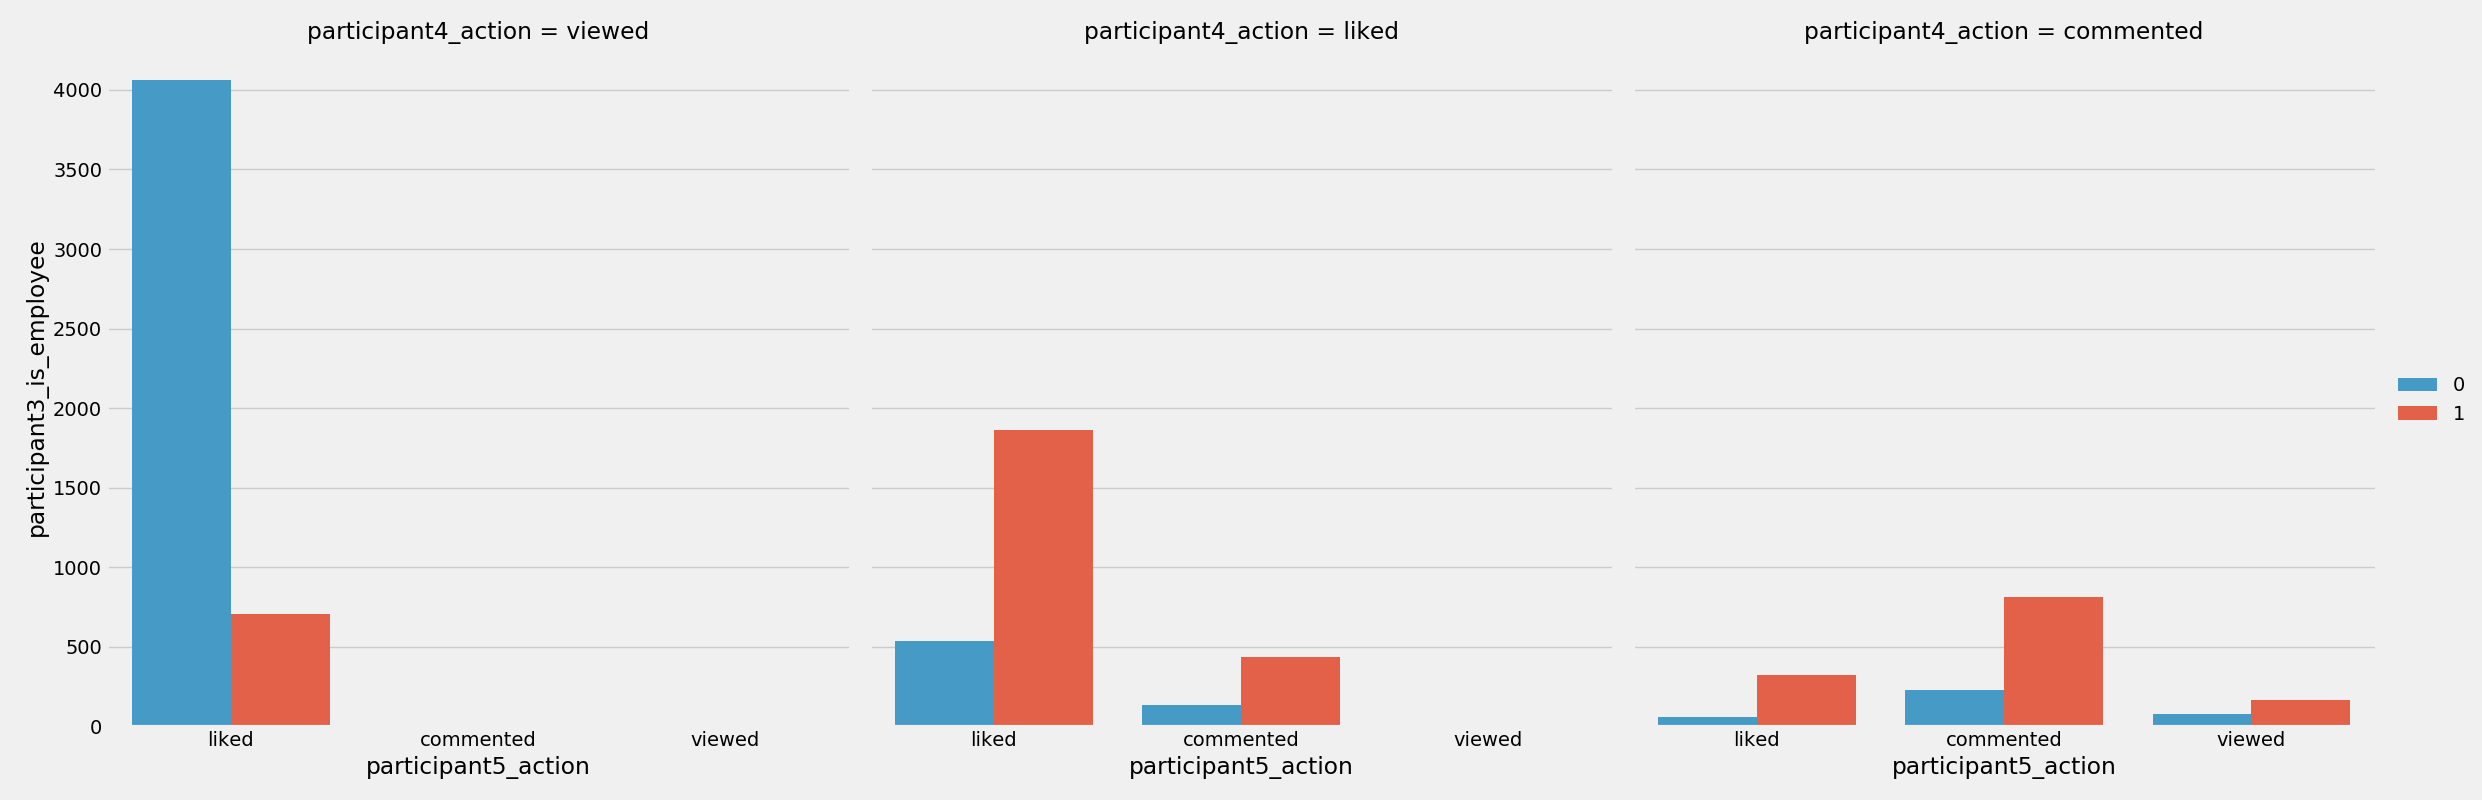 participant4_action = viewed
participant4_action = liked
participant4_action = commented
participant3_is_employee
4000
3500
3000
2500
2000
1500
1000
500
0
liked
commented
viewed
participant5_action
liked
commented
viewed
participant5_action
liked
commented
viewed
participant5_action
0
1